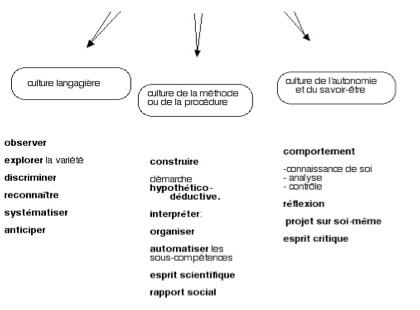 culture langagière
observer
explorer la variété
discriminer
reconnaître
systématiser
anticiper
culture de la méthode
ou de la procédure
construire
démarche
hypothético-
déductive.
interpréter:
organiser
automatiser les
sous-compétences
esprit scientifique
rapport social
culture de l'autonomie
et du savoir-être
comportement
-connaissance de soi
- analyse
- contrôle
réflexion
projet sur soi-même
esprit critique